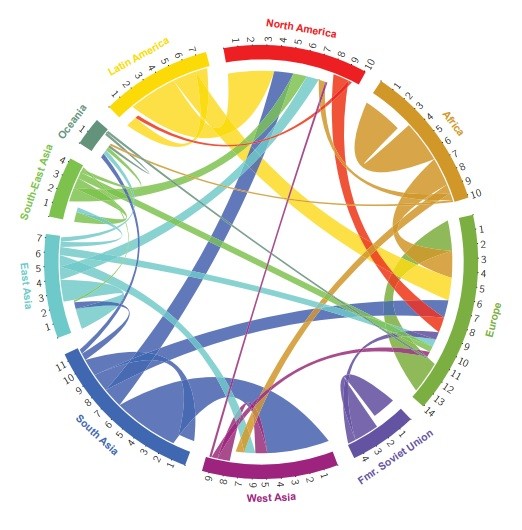 North America
1 2 3 4 5 6 7 8 9 10
Africa
1 2 3 4 5 6 7 8 9 10
Europe
1 2 3 4 5 6 7 8 9 10 11 12 13 14
Fmr. Soviet Union
1 2 3 4
West Asia
1 2 3 4 5 6 7 8 9
South Asia
1 2 3 4 5 6 7 8 9 10 11
East Asia
1 2 3 4 5 6 7
South-East Asia
1 2 3 4
Oceania
1
Latin America
1 2 3 4 5 6 7